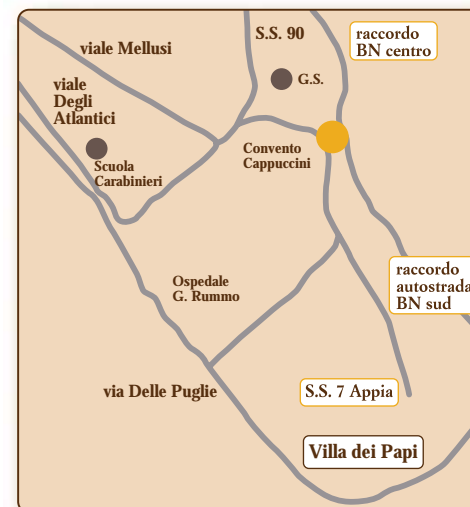 S.S. 90
raccordo
BN centro
viale Mellusi
G.S.
viale
Degli
Atlantici
Convento
Cappuccini
Scuola
Carabinieri
raccordo
autostrada
BN sud
Ospedale
G. Rummo
via Delle Puglie
S.S. 7 Appia
Villa dei Papi